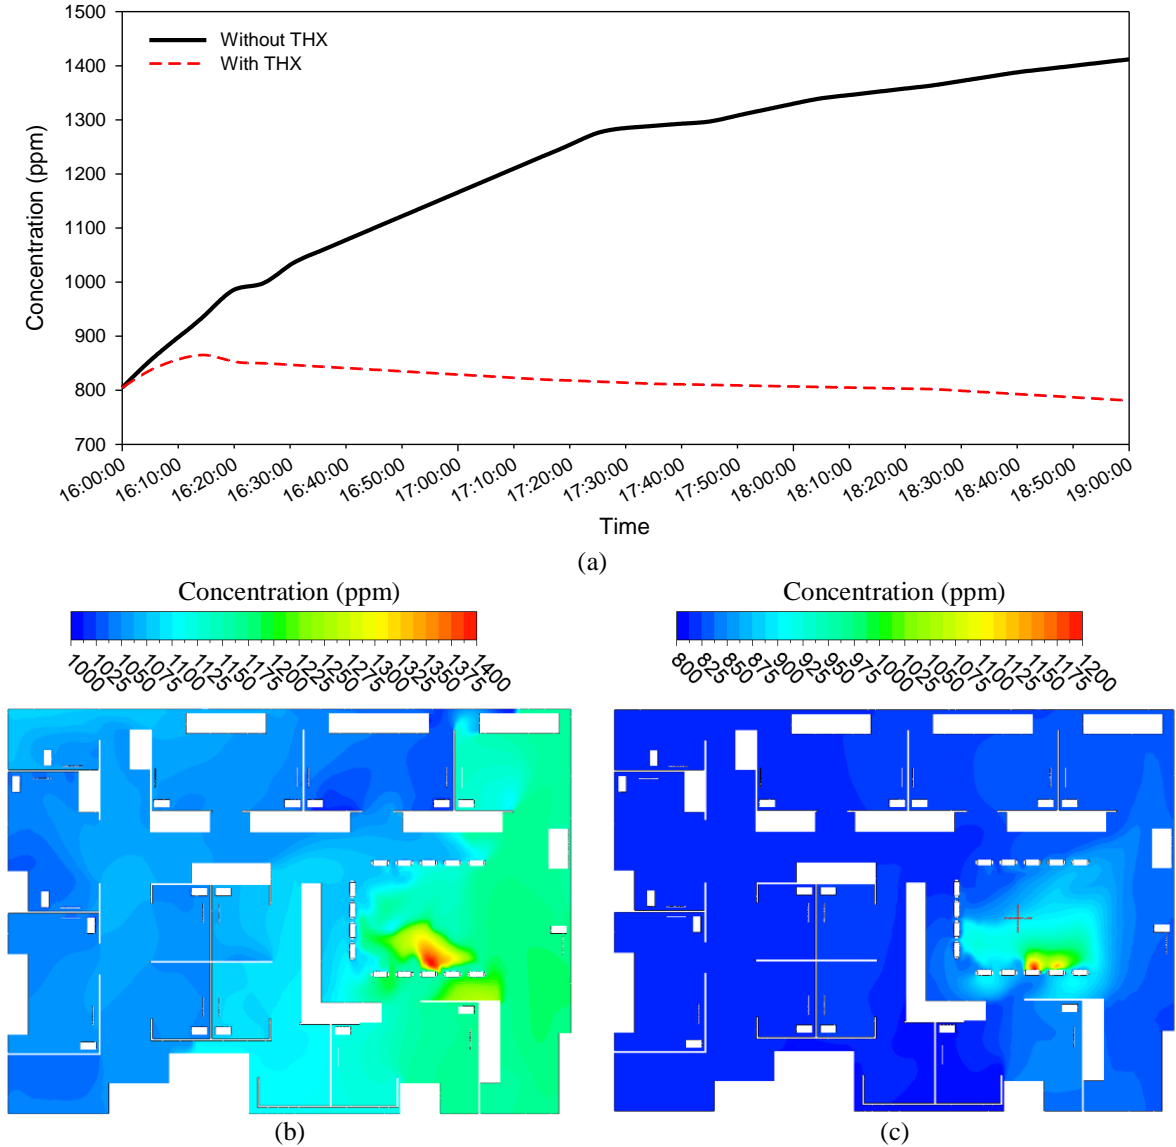 1500
Without THX
With THX
1400
1300
1200
1100
1000
900
800
700
Concentration (ppm)
16:00:00 16:10:00 16:20:00 16:30:00 16:40:00 16:50:00 17:00:00 17:10:00 17:20:00 17:30:00 17:40:00 17:50:00 18:00:00 18:10:00 18:20:00 18:30:00 18:40:00 18:50:00 19:00:00
Time
(a)
Concentration (ppm)
1000 1025 1050 1075 1100 1125 1150 1175 1200 1225 1250 1275 1300 1325 1350 1375 1400
(b)
Concentration (ppm)
800 825 850 875 900 925 950 975 1000 1025 1050 1075 1100 1125 1150 1175 1200
(c)